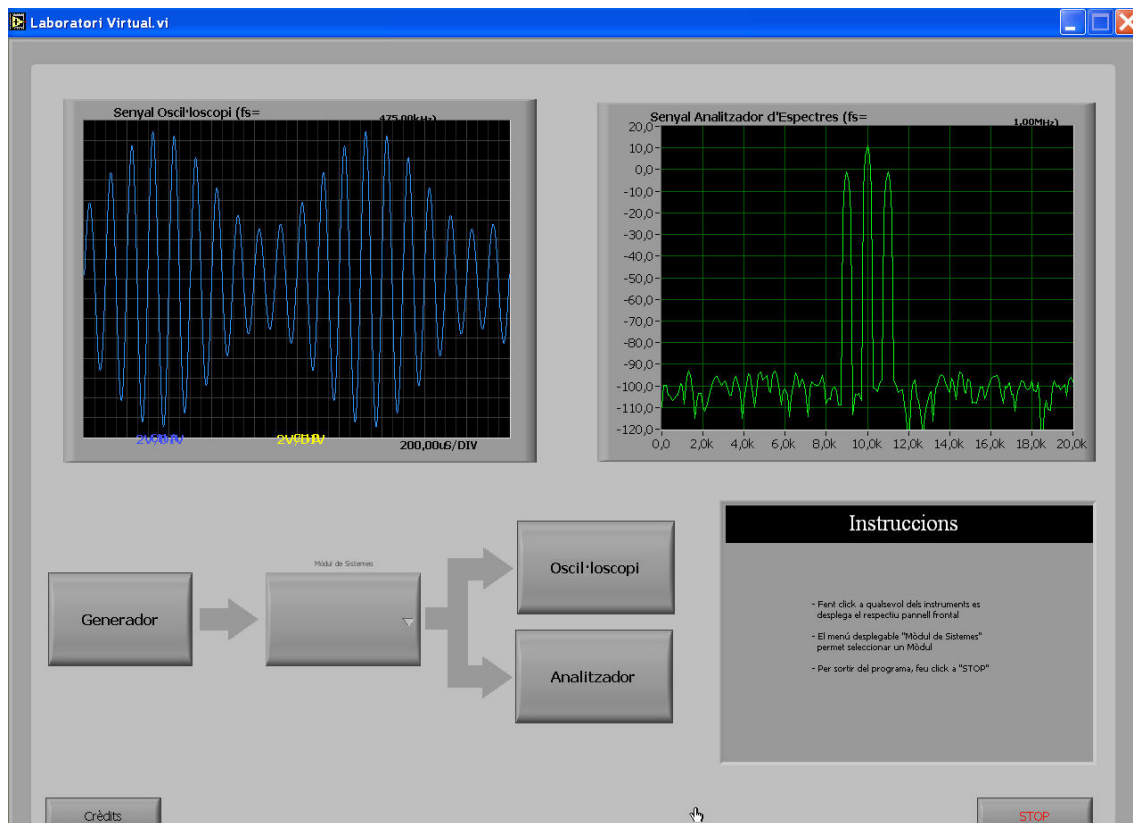 Laboratori Virtual.vi
Senyal Oscil·loscopi (fs=
475,00kHz)
200,00uS/DIV
Senyal Analitzador d'Espectres (fs=
1,00MHz)
20,0
10,0
0,0
-10,0
-20,0
-30,0
-40,0
-50,0
-60,0
-70,0
-80,0
-90,0
-100,0
-110,0
-120,0
0,0 2,0k 4,0k 6,0k 8,0k 10,0k 12,0k 14,0k 16,0k 18,0k 20,0k
Mòdul de Sistemes
Generador
Oscil·loscopi
Analitzador
Instruccions
- Fent click a qualsevol dels instruments es
desplega el respectiu pannell frontal
- El menú desplegable "Mòdul de Sistemes"
permet seleccionar un Mòdul
- Per sortir del programa, feu click a "STOP"
Crèdits
STOP